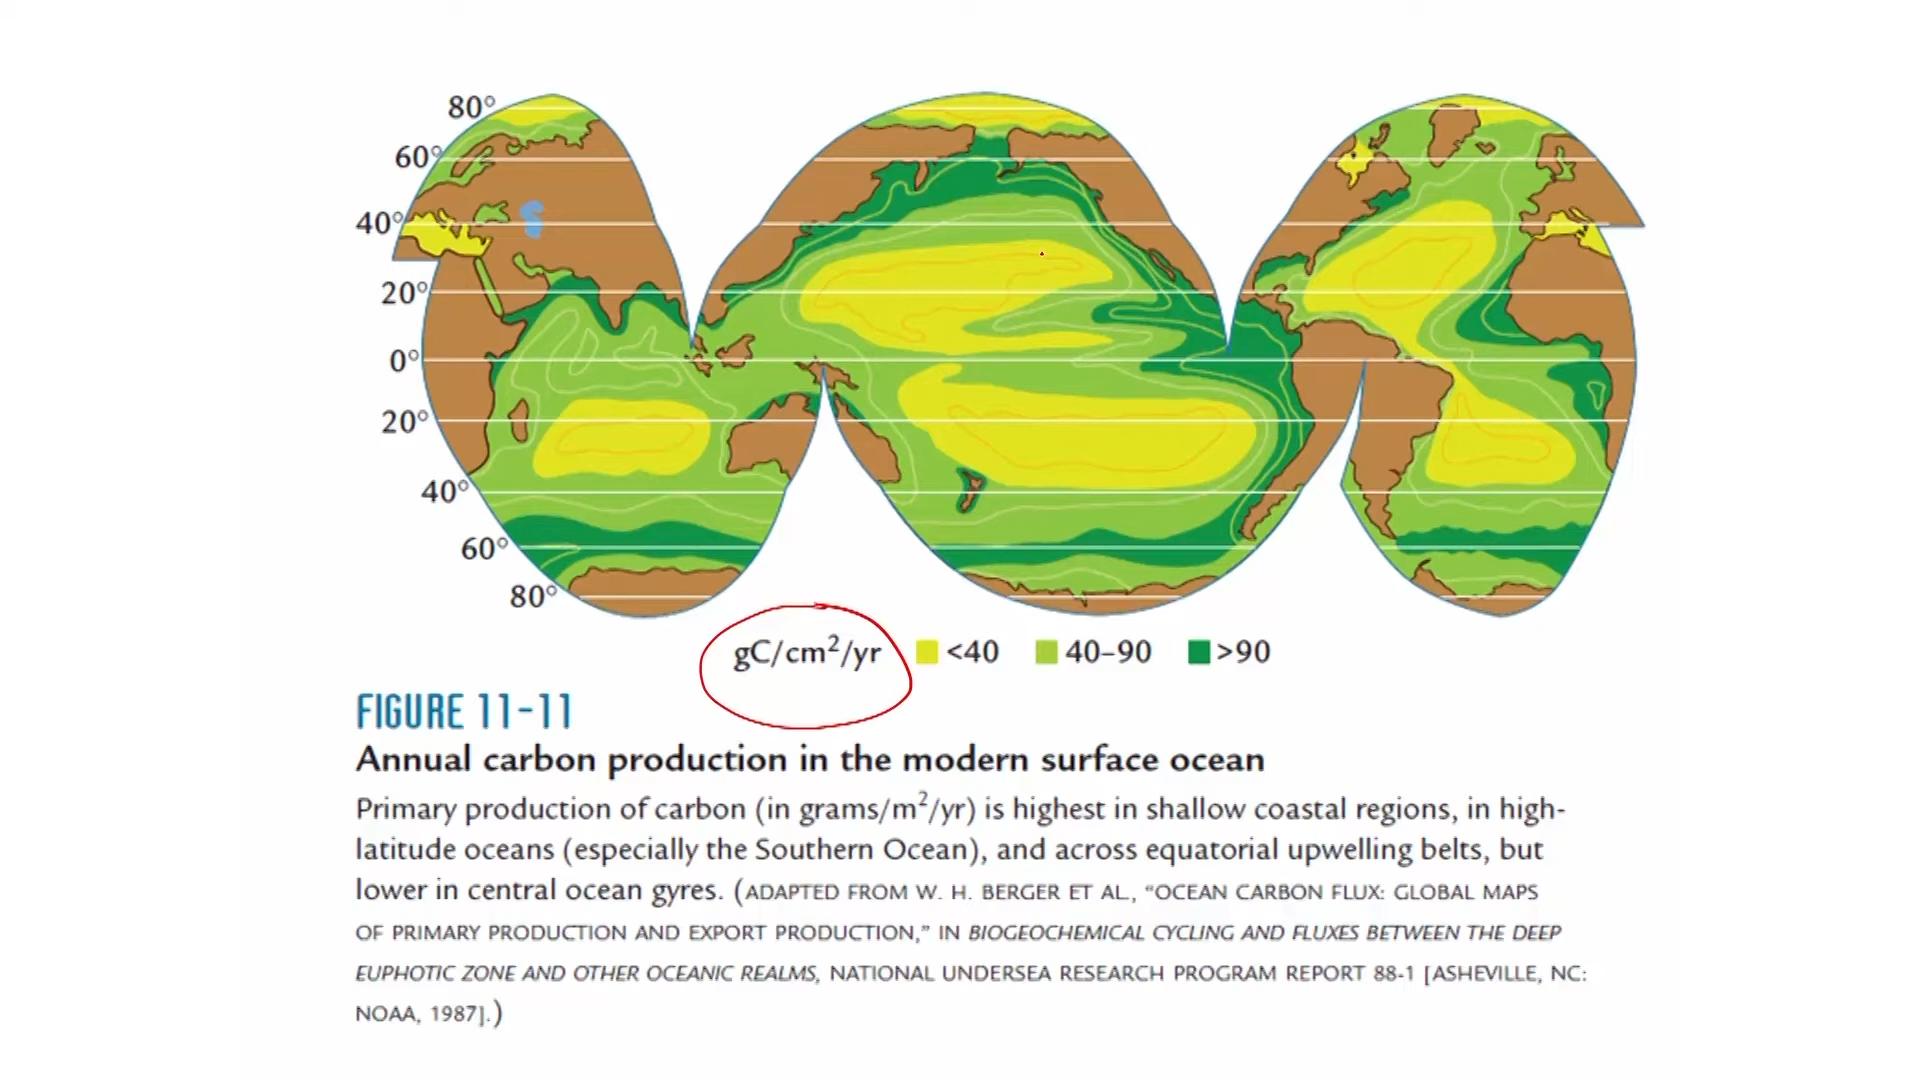 80°
60°
40°
20°
0°
20°
40°
60°
80°
gC/cm²/yr <40 40–90 >90
FIGURE 11–11
Annual carbon production in the modern surface ocean
Primary production of carbon (in grams/m²/yr) is highest in shallow coastal regions, in high-
latitude oceans (especially the Southern Ocean), and across equatorial upwelling belts, but
lower in central ocean gyres. (ADAPTED FROM W. H. BERGER ET AL., “OCEAN CARBON FLUX: GLOBAL MAPS
OF PRIMARY PRODUCTION AND EXPORT PRODUCTION,” IN BIOGEOCHEMICAL CYCLING AND FLUXES BETWEEN THE DEEP
EUPHOTIC ZONE AND OTHER OCEANIC REALMS, NATIONAL UNDERSEA RESEARCH PROGRAM REPORT 88-1 [ASHEVILLE, NC:
NOAA, 1987].)